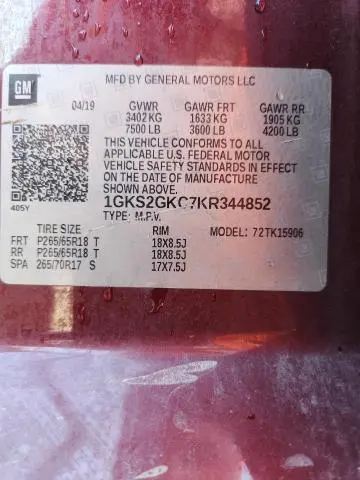 MFD BY GENERAL MOTORS LLC
GM
04/19 GVWR GAWR FRT GAWR RR
3402 KG 1633 KG 1905 KG
7500 LB 3600 LB 4200 LB
THIS VEHICLE CONFORMS TO ALL
APPLICABLE U.S. FEDERAL MOTOR
VEHICLE SAFETY STANDARDS IN EFFECT
ON THE DATE OF MANUFACTURE SHOWN ABOVE.
405Y
1GKS2GKC7KR344852
TYPE: M.P.V.
TIRE SIZE RIM MODEL: 72TK15906
FRT P265/65R18 T 18X8.5J
RR P265/65R18 T 18X8.5J
SPA 265/70R17 S 17X7.5J